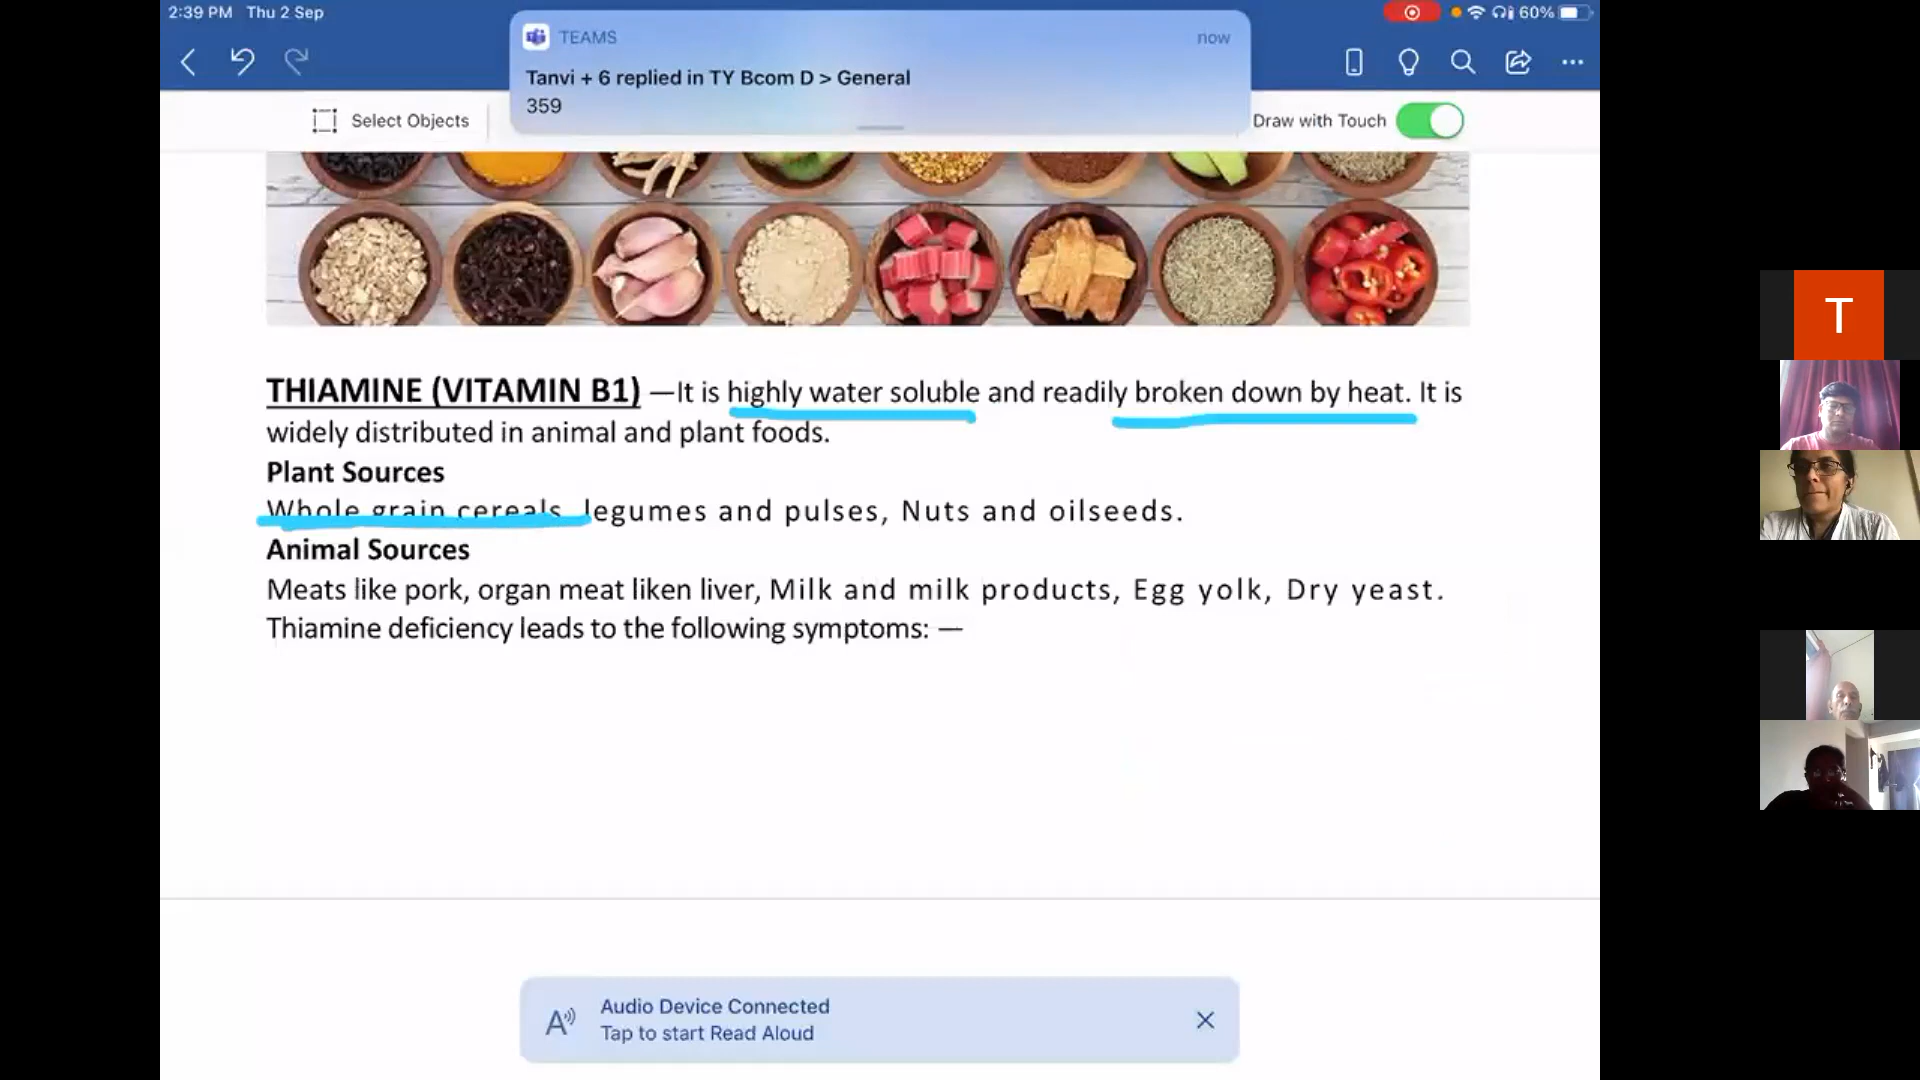 2:39 PM Thu 2 Sep
60%
TEAMS
now
Tanvi + 6 replied in TY Bcom D > General
359
Select Objects
Draw with Touch
THIAMINE (VITAMIN B1) —It is highly water soluble and readily broken down by heat. It is
widely distributed in animal and plant foods.
Plant Sources
Whole grain cereals, legumes and pulses, Nuts and oilseeds.
Animal Sources
Meats like pork, organ meat liken liver, Milk and milk products, Egg yolk, Dry yeast.
Thiamine deficiency leads to the following symptoms: —
A
Audio Device Connected
Tap to start Read Aloud
T